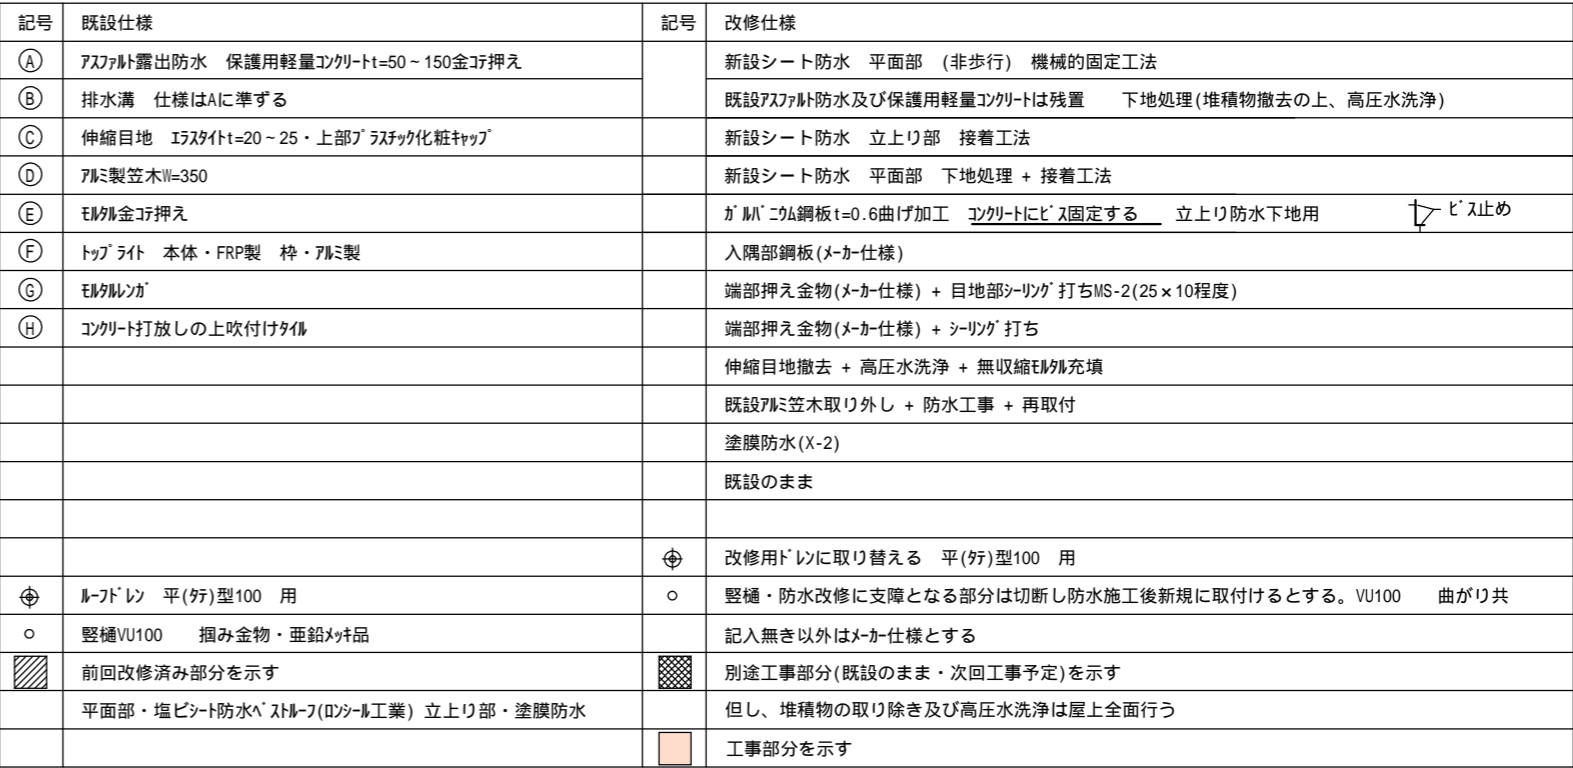 記号 既設仕様 記号 改修仕様
Ⓐ ｱｽﾌｧﾙﾄ露出防水 保護用軽量ｺﾝｸﾘｰﾄt=50~150金ｺﾃ押え 新設シート防水 平面部 (非歩行) 機械的固定工法
Ⓑ 排水溝 仕様はAに準ずる 既設ｱｽﾌｧﾙﾄ防水及び保護用軽量ｺﾝｸﾘｰﾄは残置 下地処理(堆積物撤去の上、高圧水洗浄)
Ⓒ 伸縮目地 ｴﾗｽﾀｲﾄt=20~25・上部ﾌﾟﾗｽﾁｯｸ化粧ｷｬｯﾌﾟ 新設シート防水 立上り部 接着工法
Ⓓ ｱﾙﾐ製笠木W=350 新設シート防水 平面部 下地処理 + 接着工法
Ⓔ ﾓﾙﾀﾙ金ｺﾃ押え ｶﾞﾙﾊﾞﾆｳﾑ鋼板t=0.6曲げ加工 ｺﾝｸﾘｰﾄにﾋﾞｽ固定する 立上り防水下地用 ﾋﾞｽ止め
Ⓕ ﾄｯﾌﾟﾗｲﾄ 本体・FRP製 枠・ｱﾙﾐ製 入隅部鋼板(ﾒｰｶｰ仕様)
Ⓖ ﾓﾙﾀﾙﾚﾝｶﾞ 端部押え金物(ﾒｰｶｰ仕様) + 目地部ｼｰﾘﾝｸﾞ打ちMS-2(25×10程度)
Ⓗ ｺﾝｸﾘｰﾄ打放しの上吹付けﾀｲﾙ 端部押え金物(ﾒｰｶｰ仕様) + ｼｰﾘﾝｸﾞ打ち
伸縮目地撤去 + 高圧水洗浄 + 無収縮ﾓﾙﾀﾙ充填
既設ｱﾙﾐ笠木取り外し + 防水工事 + 再取付
塗膜防水(X-2)
既設のまま
改修用ﾄﾞﾚﾝに取り替える 平(ﾀﾃ)型100 用
ﾙｰﾌﾄﾞﾚﾝ 平(ﾀﾃ)型100 用 竪樋・防水改修に支障となる部分は切断し防水施工後新規に取付けるとする。VU100 曲がり共
竪樋VU100 掴み金物・亜鉛ﾒｯｷ品 記入無き以外はﾒｰｶｰ仕様とする
前回改修済み部分を示す 別途工事部分(既設のまま・次回工事予定)を示す
平面部・塩ビｼｰﾄ防水ﾍﾞｽﾄﾙｰﾌ(ﾛﾝｼｰﾙ工業) 立上り部・塗膜防水 但し、堆積物の取り除き及び高圧水洗浄は屋上全面行う
工事部分を示す